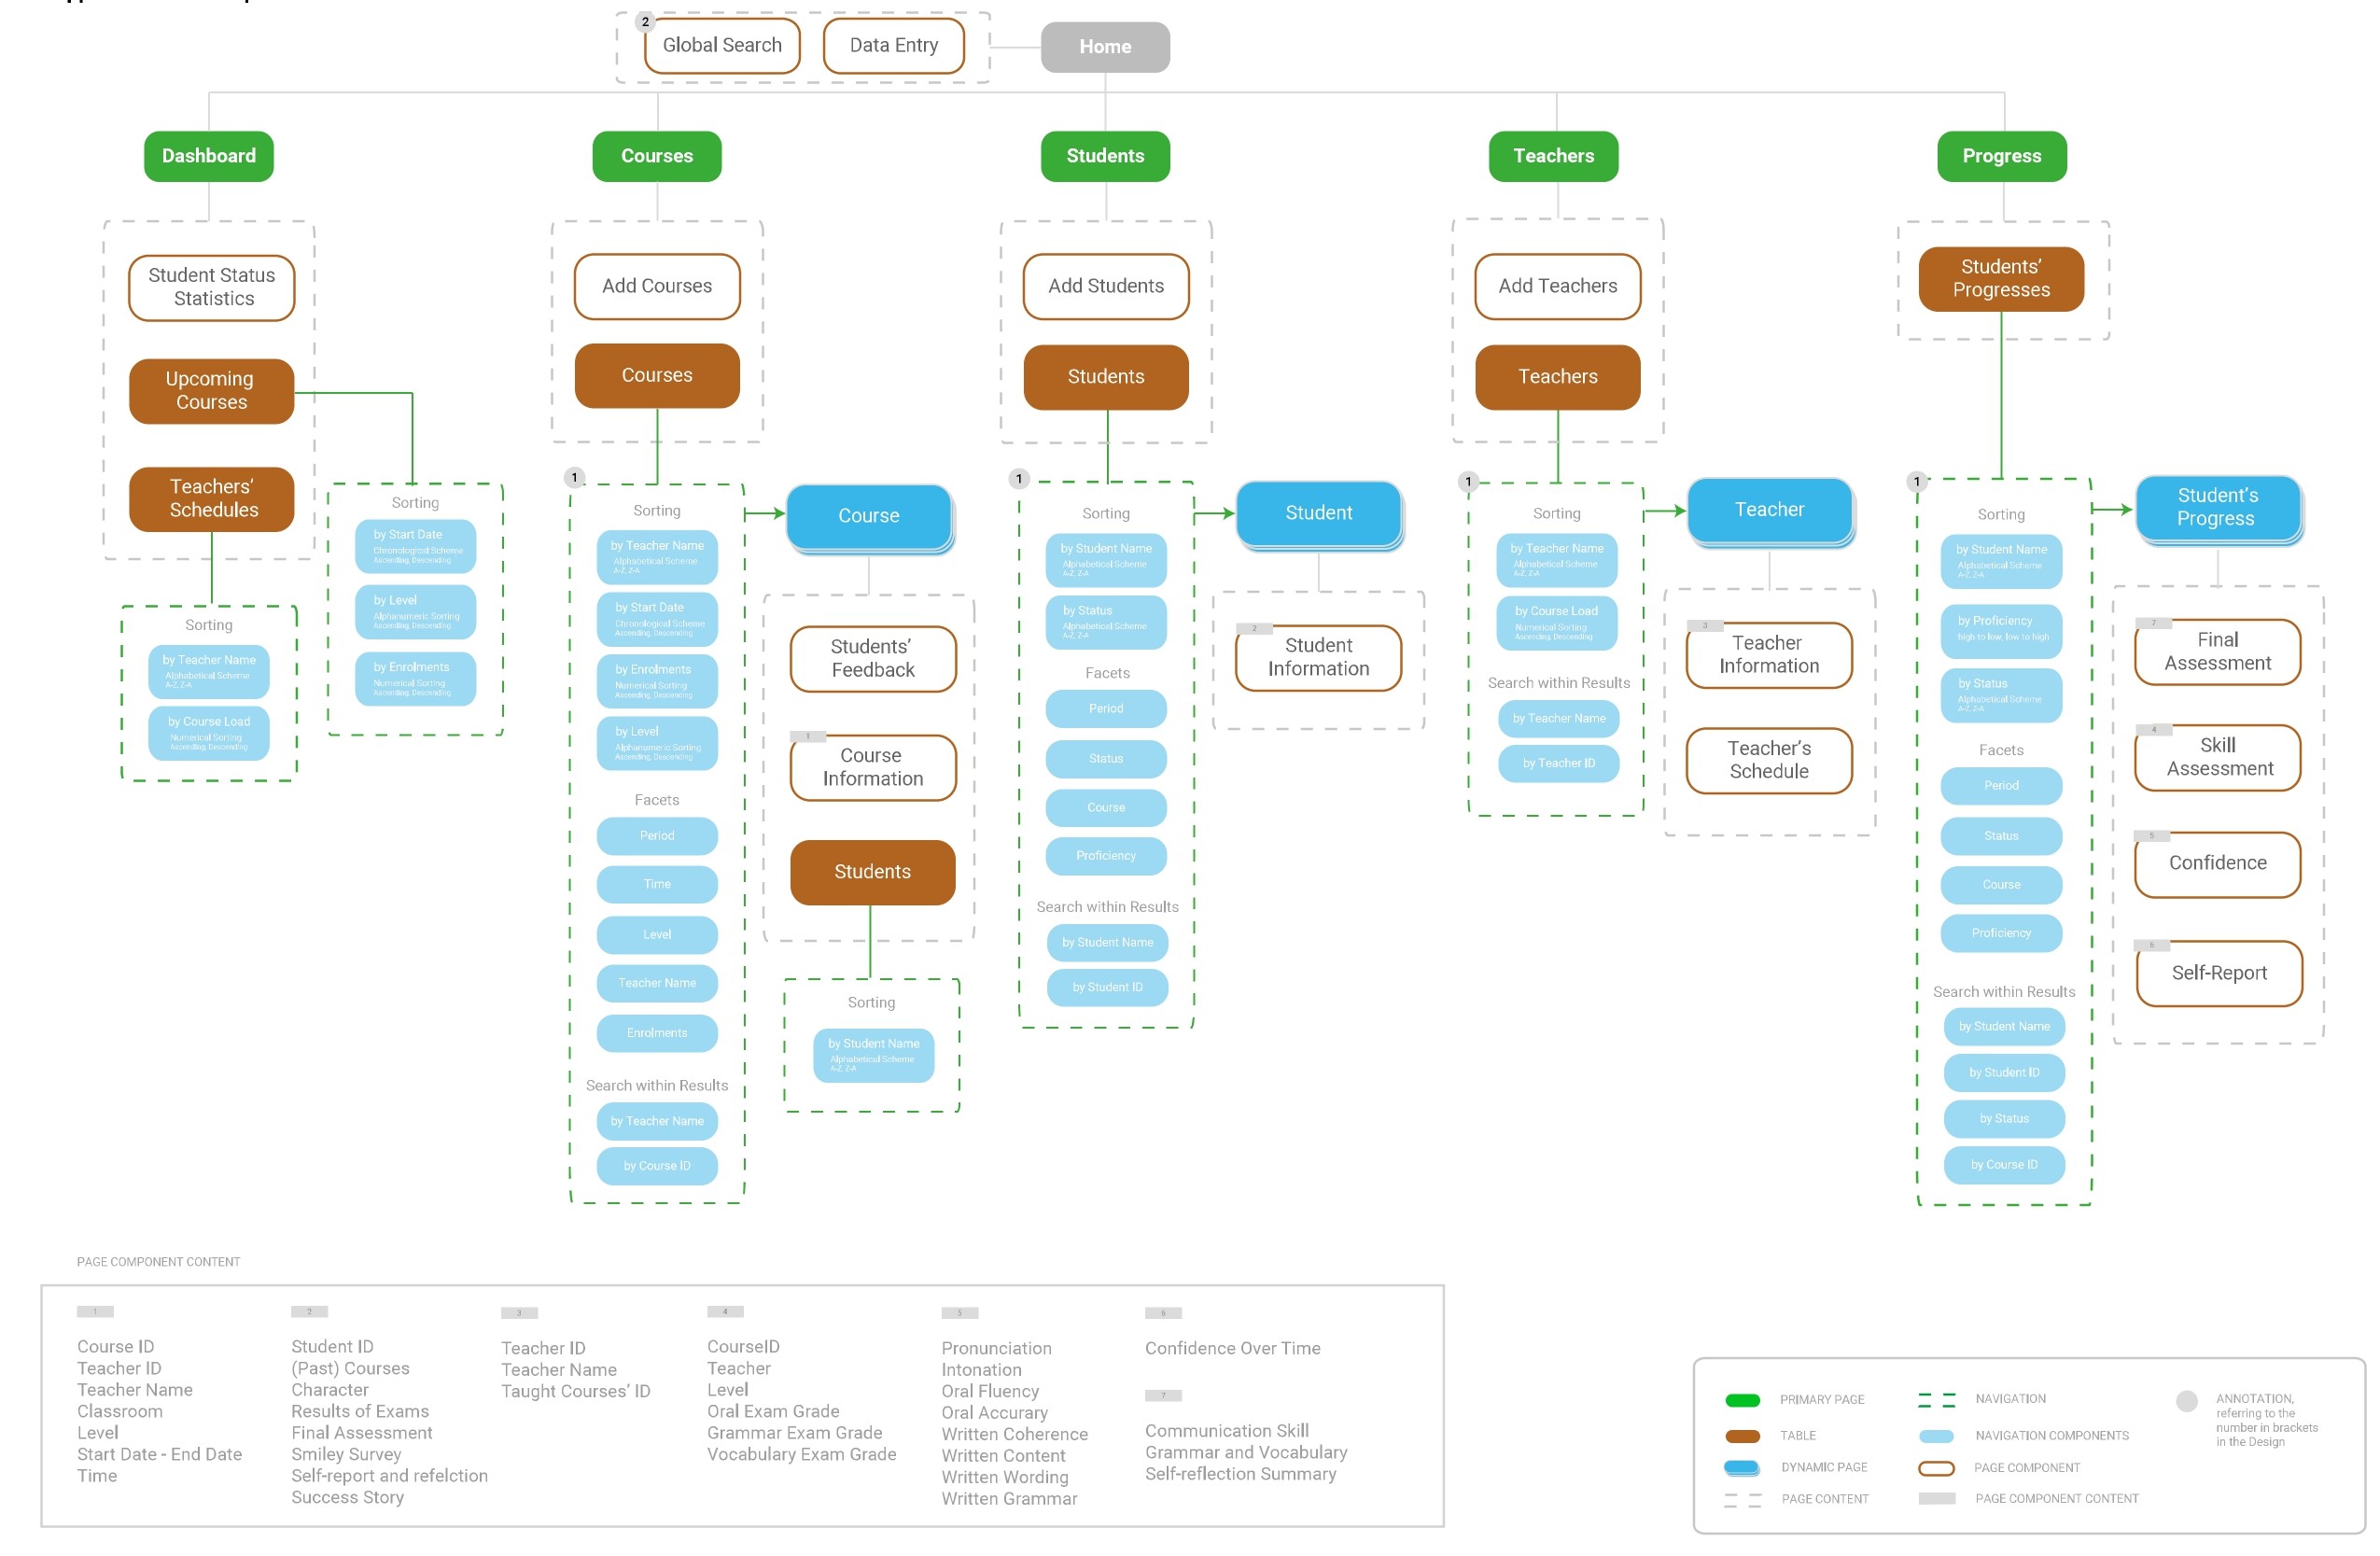 2
Global Search
Data Entry
Home
Dashboard
Courses
Students
Teachers
Progress
Student Status
Statistics
Upcoming
Courses
Teachers’
Schedules
Sorting
by Teacher Name
Alphabetical Scheme
A-Z, Z-A
by Course Load
Numerical Sorting
Ascending, Descending
Sorting
by Start Date
Chronological Scheme
Ascending, Descending
by Level
Alphanumeric Sorting
Ascending, Descending
by Enrolments
Numerical Sorting
Ascending, Descending
Add Courses
Courses
1
Sorting
by Teacher Name
Alphabetical Scheme
A-Z, Z-A
by Start Date
Chronological Scheme
Ascending, Descending
by Enrolments
Numerical Sorting
Ascending, Descending
by Level
Alphanumeric Sorting
Ascending, Descending
Facets
Period
Time
Level
Teacher Name
Enrolments
Search within Results
by Teacher Name
by Course ID
Course
Students’
Feedback
1
Course
Information
Students
Sorting
by Student Name
Alphabetical Scheme
A-Z, Z-A
Add Students
Students
1
Sorting
by Student Name
Alphabetical Scheme
A-Z, Z-A
by Status
Alphabetical Scheme
A-Z, Z-A
Facets
Period
Status
Course
Proficiency
Search within Results
by Student Name
by Student ID
Student
2
Student
Information
Add Teachers
Teachers
1
Sorting
by Teacher Name
Alphabetical Scheme
A-Z, Z-A
by Course Load
Numerical Sorting
Ascending, Descending
Search within Results
by Teacher Name
by Teacher ID
Teacher
3
Teacher
Information
Teacher’s
Schedule
Students’
Progresses
1
Sorting
by Student Name
Alphabetical Scheme
A-Z, Z-A
by Proficiency
high to low, low to high
by Status
Alphabetical Scheme
A-Z, Z-A
Facets
Period
Status
Course
Proficiency
Search within Results
by Student Name
by Student ID
by Status
by Course ID
Student’s
Progress
7
Final
Assessment
4
Skill
Assessment
5
Confidence
6
Self-Report
PAGE COMPONENT CONTENT
1
Course ID
Teacher ID
Teacher Name
Classroom
Level
Start Date - End Date
Time
2
Student ID
(Past) Courses
Character
Results of Exams
Final Assessment
Smiley Survey
Self-report and refelction
Success Story
3
Teacher ID
Teacher Name
Taught Courses’ ID
4
CourseID
Teacher
Level
Oral Exam Grade
Grammar Exam Grade
Vocabulary Exam Grade
5
Pronunciation
Intonation
Oral Fluency
Oral Accurary
Written Coherence
Written Content
Written Wording
Written Grammar
6
Confidence Over Time
7
Communication Skill
Grammar and Vocabulary
Self-reflection Summary
PRIMARY PAGE
TABLE
DYNAMIC PAGE
PAGE CONTENT
NAVIGATION
NAVIGATION COMPONENTS
PAGE COMPONENT
PAGE COMPONENT CONTENT
ANNOTATION,
referring to the
number in brackets
in the Design